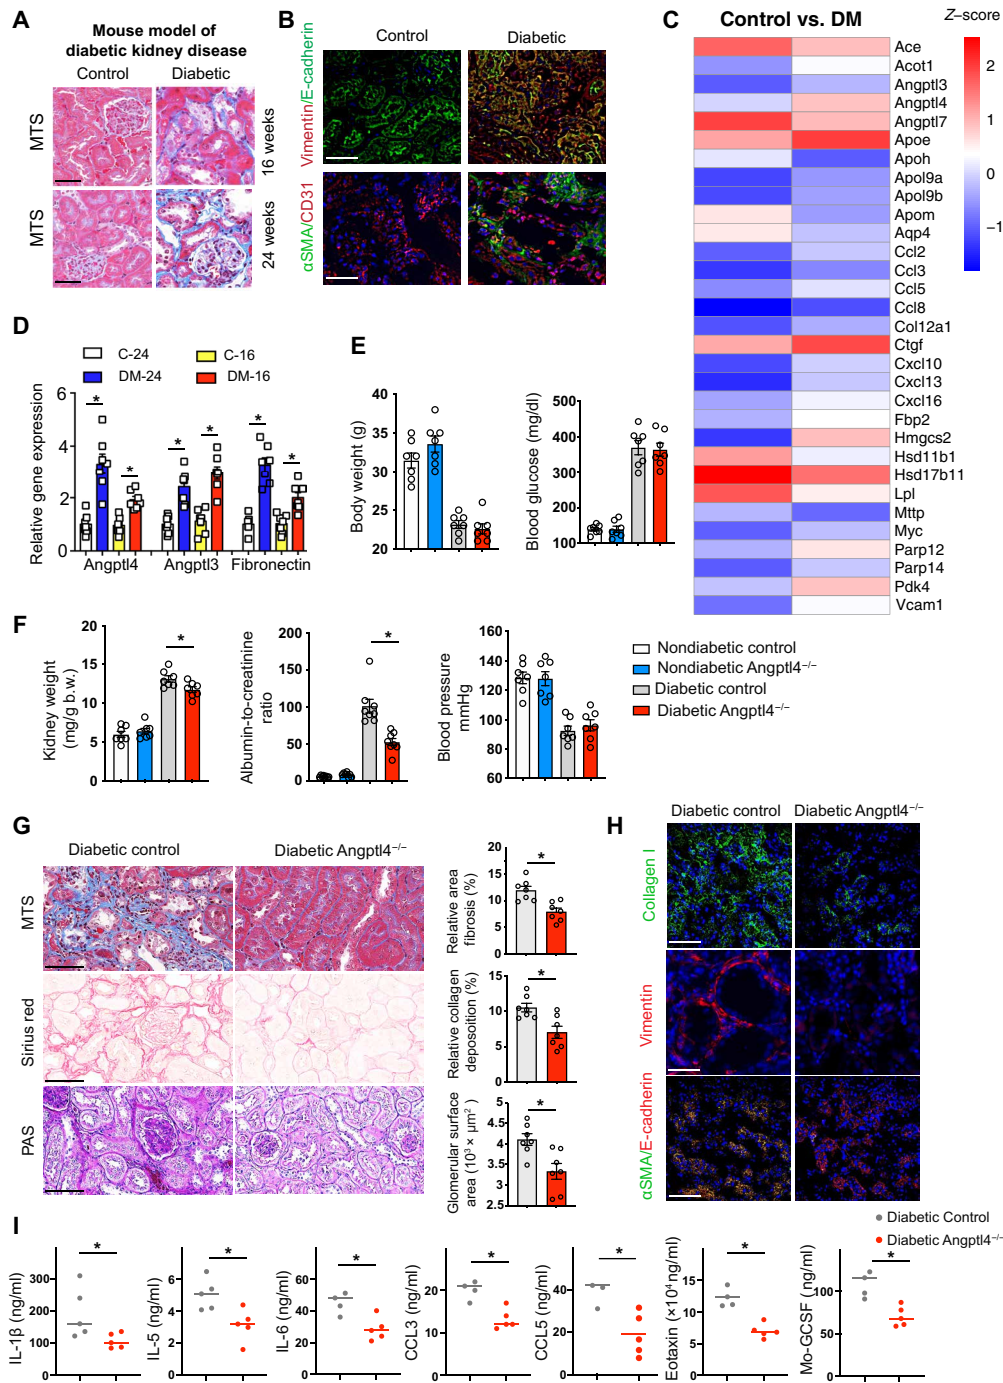 A
Mouse model of
diabetic kidney disease
Control
Diabetic
MTS
16 weeks
MTS
24 weeks
B
Control
Diabetic
Vimentin/E-cadherin
αSMA/CD31
C
Control vs. DM
Z–score
2
1
0
−1
Ace
Acot1
Angptl3
Angptl4
Angptl7
Apoe
Apoh
Apol9a
Apol9b
Apom
Aqp4
Ccl2
Ccl3
Ccl5
Ccl8
Col12a1
Ctgf
Cxcl10
Cxcl13
Cxcl16
Fbp2
Hmgcs2
Hsd11b1
Hsd17b11
Lpl
Mttp
Myc
Parp12
Parp14
Pdk4
Vcam1
D
C-24
C-16
DM-24
DM-16
Relative gene expression
6
4
2
0
* * * * * *
Angptl4
Angptl3
Fibronectin
E
Body weight (g)
40
35
30
25
20
Blood glucose (mg/dl)
500
400
300
200
100
F
Kidney weight
(mg/g b.w.)
20
15
10
5
0
*
Albumin-to-creatinine
ratio
200
150
100
50
0
*
Blood pressure
mmHg
160
140
120
100
80
60
Nondiabetic control
Nondiabetic Angptl4−/−
Diabetic control
Diabetic Angptl4−/−
G
Diabetic control
Diabetic Angptl4−/−
MTS
Sirius red
PAS
Relative area
fibrosis (%)
20
15
10
5
0
*
Relative collagen
deposition (%)
15
10
5
0
*
Glomerular surface
area (10³ × μm²)
5
4.5
4
3.5
3
2.5
*
H
Diabetic control
Diabetic Angptl4−/−
Collagen I
Vimentin
αSMA/E-cadherin
I
Diabetic Control
Diabetic Angptl4−/−
IL-1β (ng/ml)
300
200
100
0
*
IL-5 (ng/ml)
6
4
2
0
*
IL-6 (ng/ml)
60
40
20
0
*
CCL3 (ng/ml)
20
10
0
*
CCL5 (ng/ml)
40
20
0
*
Eotaxin (×10⁴ ng/ml)
20
10
0
*
Mo-GCSF (ng/ml)
100
50
0
*